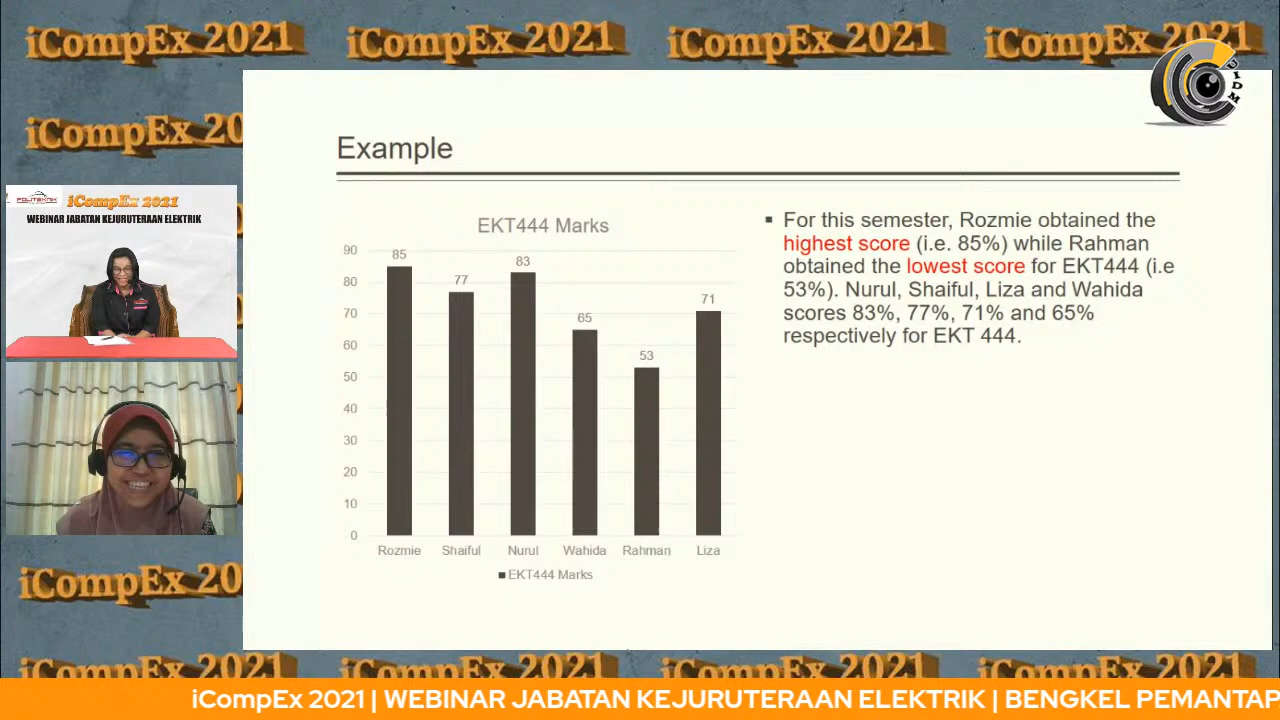 iCompEx 2021 iCompEx 2021 iCompEx 2021 iCompEx 2021
UIDM
iCompEx 20
POLITEKNIK
iCompEx 2021
WEBINAR JABATAN KEJURUTERAAN ELEKTRIK
Example
EKT444 Marks
90
80
70
60
50
40
30
20
10
0
85
77
83
65
53
71
Rozmie Shaiful Nurul Wahida Rahman Liza
EKT444 Marks
▪ For this semester, Rozmie obtained the
highest score (i.e. 85%) while Rahman
obtained the lowest score for EKT444 (i.e
53%). Nurul, Shaiful, Liza and Wahida
scores 83%, 77%, 71% and 65%
respectively for EKT 444.
iCompEx 20
iCompEx 2021 iCompEx 2021 iCompEx 2021 iCompEx 2021
iCompEx 2021 | WEBINAR JABATAN KEJURUTERAAN ELEKTRIK | BENGKEL PEMANTAP